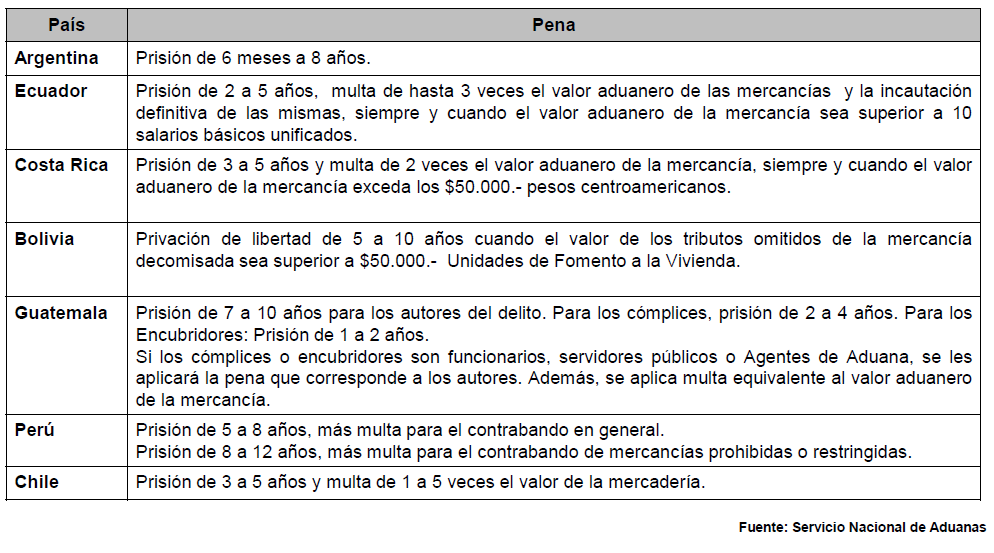 País Pena
Argentina Prisión de 6 meses a 8 años.
Ecuador Prisión de 2 a 5 años, multa de hasta 3 veces el valor aduanero de las mercancías y la incautación
definitiva de las mismas, siempre y cuando el valor aduanero de la mercancía sea superior a 10
salarios básicos unificados.
Costa Rica Prisión de 3 a 5 años y multa de 2 veces el valor aduanero de la mercancía, siempre y cuando el valor
aduanero de la mercancía exceda los $50.000.- pesos centroamericanos.
Bolivia Privación de libertad de 5 a 10 años cuando el valor de los tributos omitidos de la mercancía
decomisada sea superior a $50.000.- Unidades de Fomento a la Vivienda.
Guatemala Prisión de 7 a 10 años para los autores del delito. Para los cómplices, prisión de 2 a 4 años. Para los
Encubridores: Prisión de 1 a 2 años.
Si los cómplices o encubridores son funcionarios, servidores públicos o Agentes de Aduana, se les
aplicará la pena que corresponde a los autores. Además, se aplica multa equivalente al valor aduanero
de la mercancía.
Perú Prisión de 5 a 8 años, más multa para el contrabando en general.
Prisión de 8 a 12 años, más multa para el contrabando de mercancías prohibidas o restringidas.
Chile Prisión de 3 a 5 años y multa de 1 a 5 veces el valor de la mercadería.
Fuente: Servicio Nacional de Aduanas